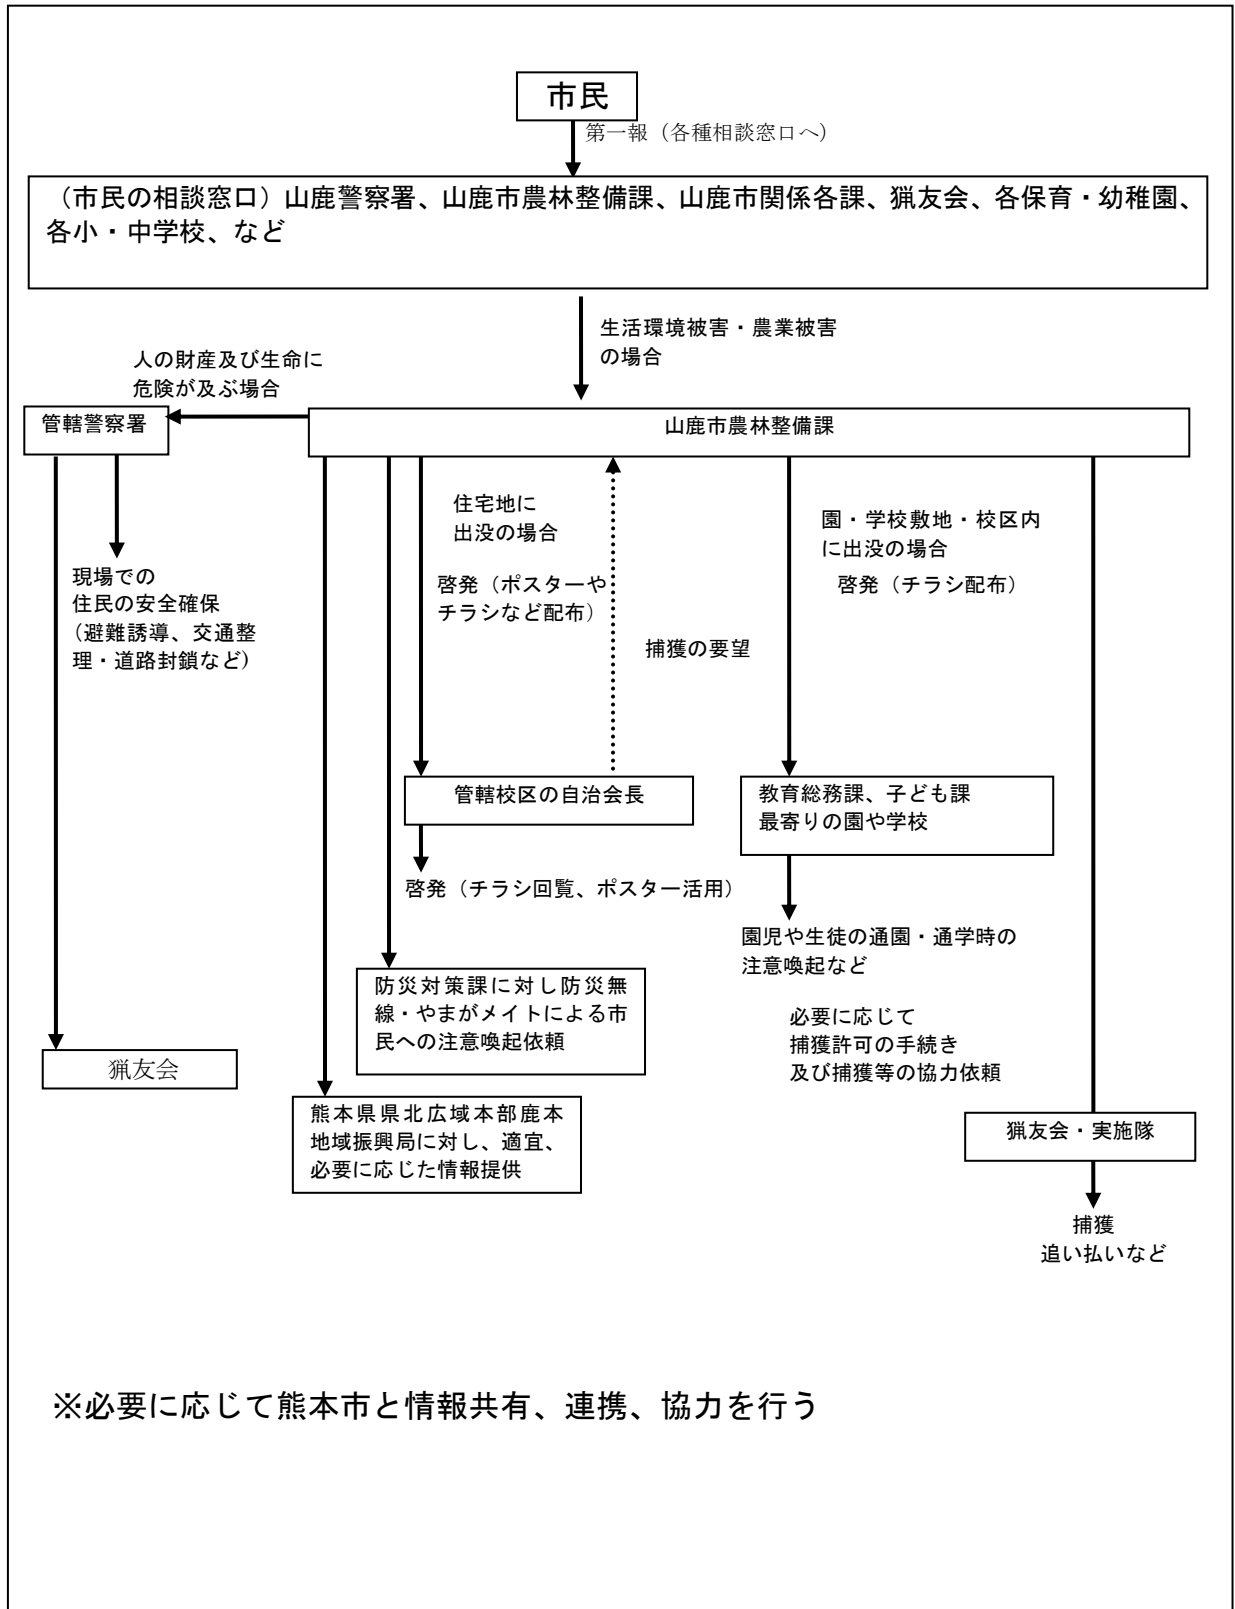 市民
第一報（各種相談窓口へ）
（市民の相談窓口）山鹿警察署、山鹿市農林整備課、山鹿市関係各課、猟友会、各保育・幼稚園、
各小・中学校、など
生活環境被害・農業被害
の場合
人の財産及び生命に
危険が及ぶ場合
管轄警察署
山鹿市農林整備課
住宅地に
出没の場合
園・学校敷地・校区内
に出没の場合
現場での
住民の安全確保
（避難誘導、交通整
理・道路封鎖など）
啓発（ポスターや
チラシなど配布）
啓発（チラシ配布）
捕獲の要望
管轄校区の自治会長
教育総務課、子ども課
最寄りの園や学校
啓発（チラシ回覧、ポスター活用）
園児や生徒の通園・通学時の
注意喚起など
防災対策課に対し防災無
線・やまがメイトによる市
民への注意喚起依頼
必要に応じて
捕獲許可の手続き
及び捕獲等の協力依頼
猟友会
熊本県県北広域本部鹿本
地域振興局に対し、適宜、
必要に応じた情報提供
猟友会・実施隊
捕獲
追い払いなど
※必要に応じて熊本市と情報共有、連携、協力を行う